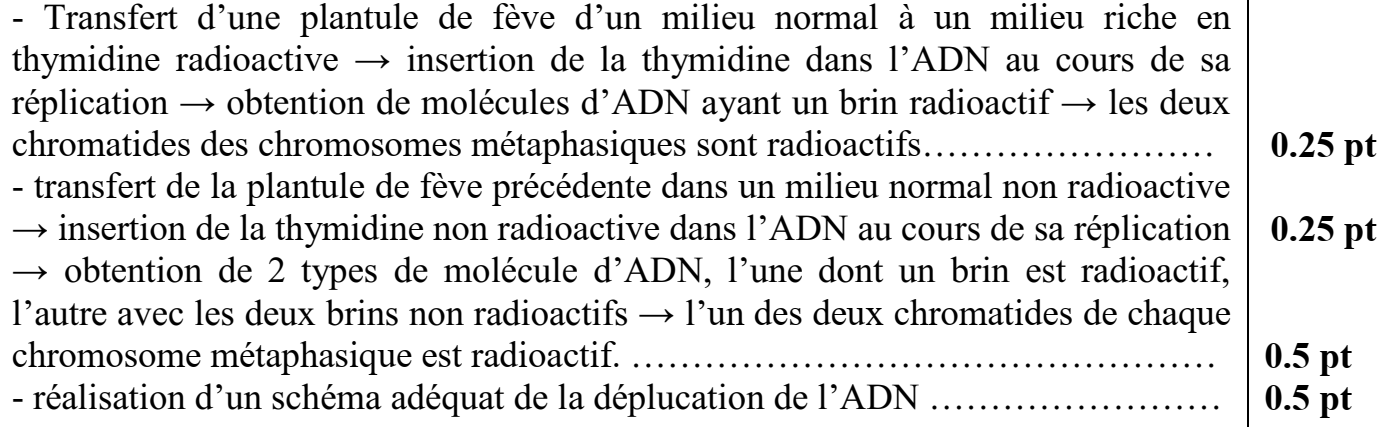 - Transfert d’une plantule de fève d’un milieu normal à un milieu riche en
thymidine radioactive → insertion de la thymidine dans l’ADN au cours de sa
réplication → obtention de molécules d’ADN ayant un brin radioactif → les deux
chromatides des chromosomes métaphasiques sont radioactifs…………………… 0.25 pt
- transfert de la plantule de fève précédente dans un milieu normal non radioactive
→ insertion de la thymidine non radioactive dans l’ADN au cours de sa réplication 0.25 pt
→ obtention de 2 types de molécule d’ADN, l’une dont un brin est radioactif,
l’autre avec les deux brins non radioactifs → l’un des deux chromatides de chaque
chromosome métaphasique est radioactif. ………………………………………… 0.5 pt
- réalisation d’un schéma adéquat de la déplucation de l’ADN …………………… 0.5 pt